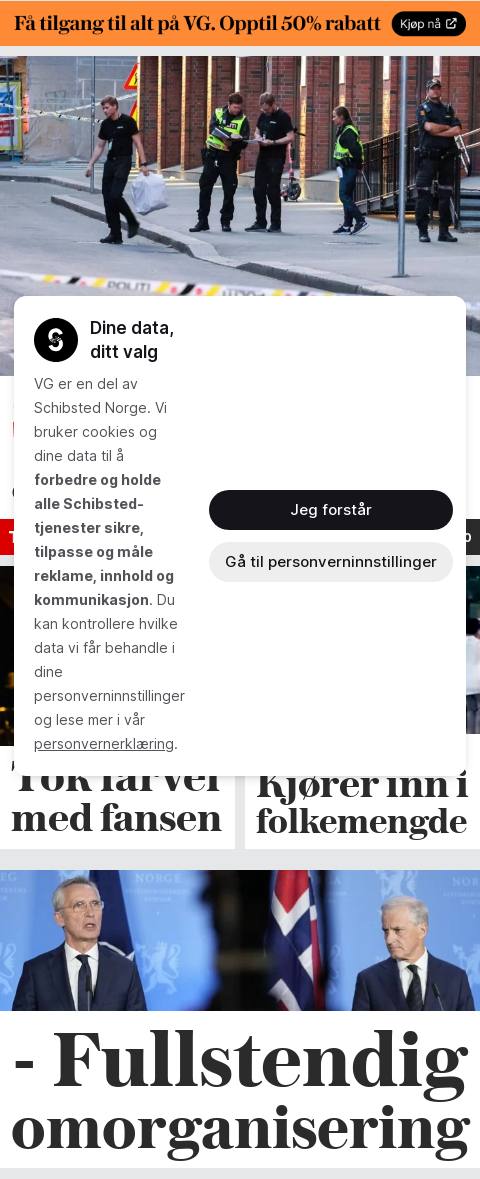 Få tilgang til alt på VG. Opptil 50% rabatt
Kjøp nå
POLITI
Dine data,
ditt valg
VG er en del av
Schibsted Norge. Vi
bruker cookies og
dine data til å
forbedre og holde
alle Schibsted-
tjenester sikre,
tilpasse og måle
reklame, innhold og
kommunikasjon. Du
kan kontrollere hvilke
data vi får behandle i
dine
personverninnstillinger
og lese mer i vår
personvernerklæring.
Jeg forstår
Gå til personverninnstillinger
Tok farvel
med fansen
Kjører inn i
folkemengde
- Fullstendig
omorganisering